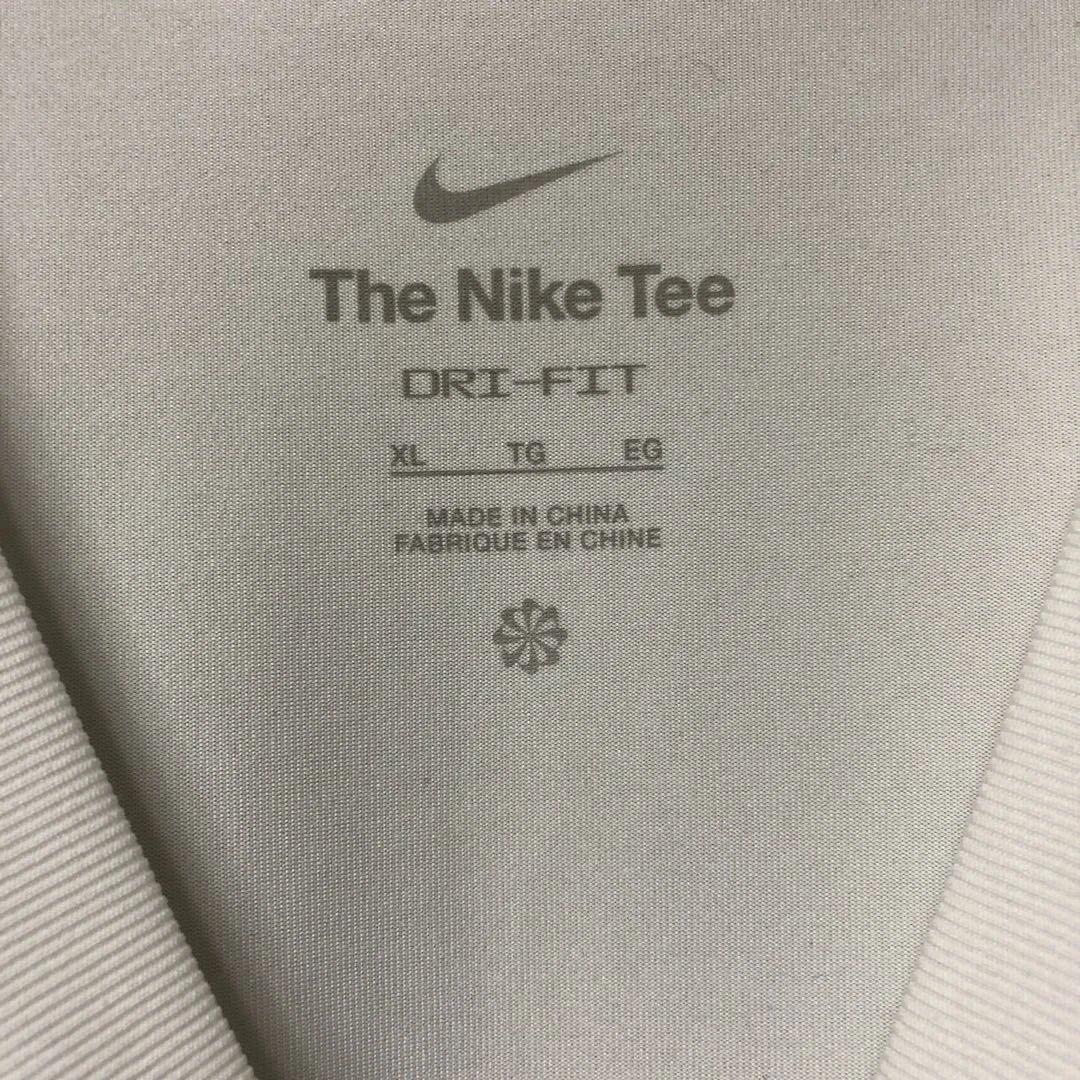 The Nike Tee
DRI-FIT
XL TG EG
MADE IN CHINA
FABRIQUE EN CHINE